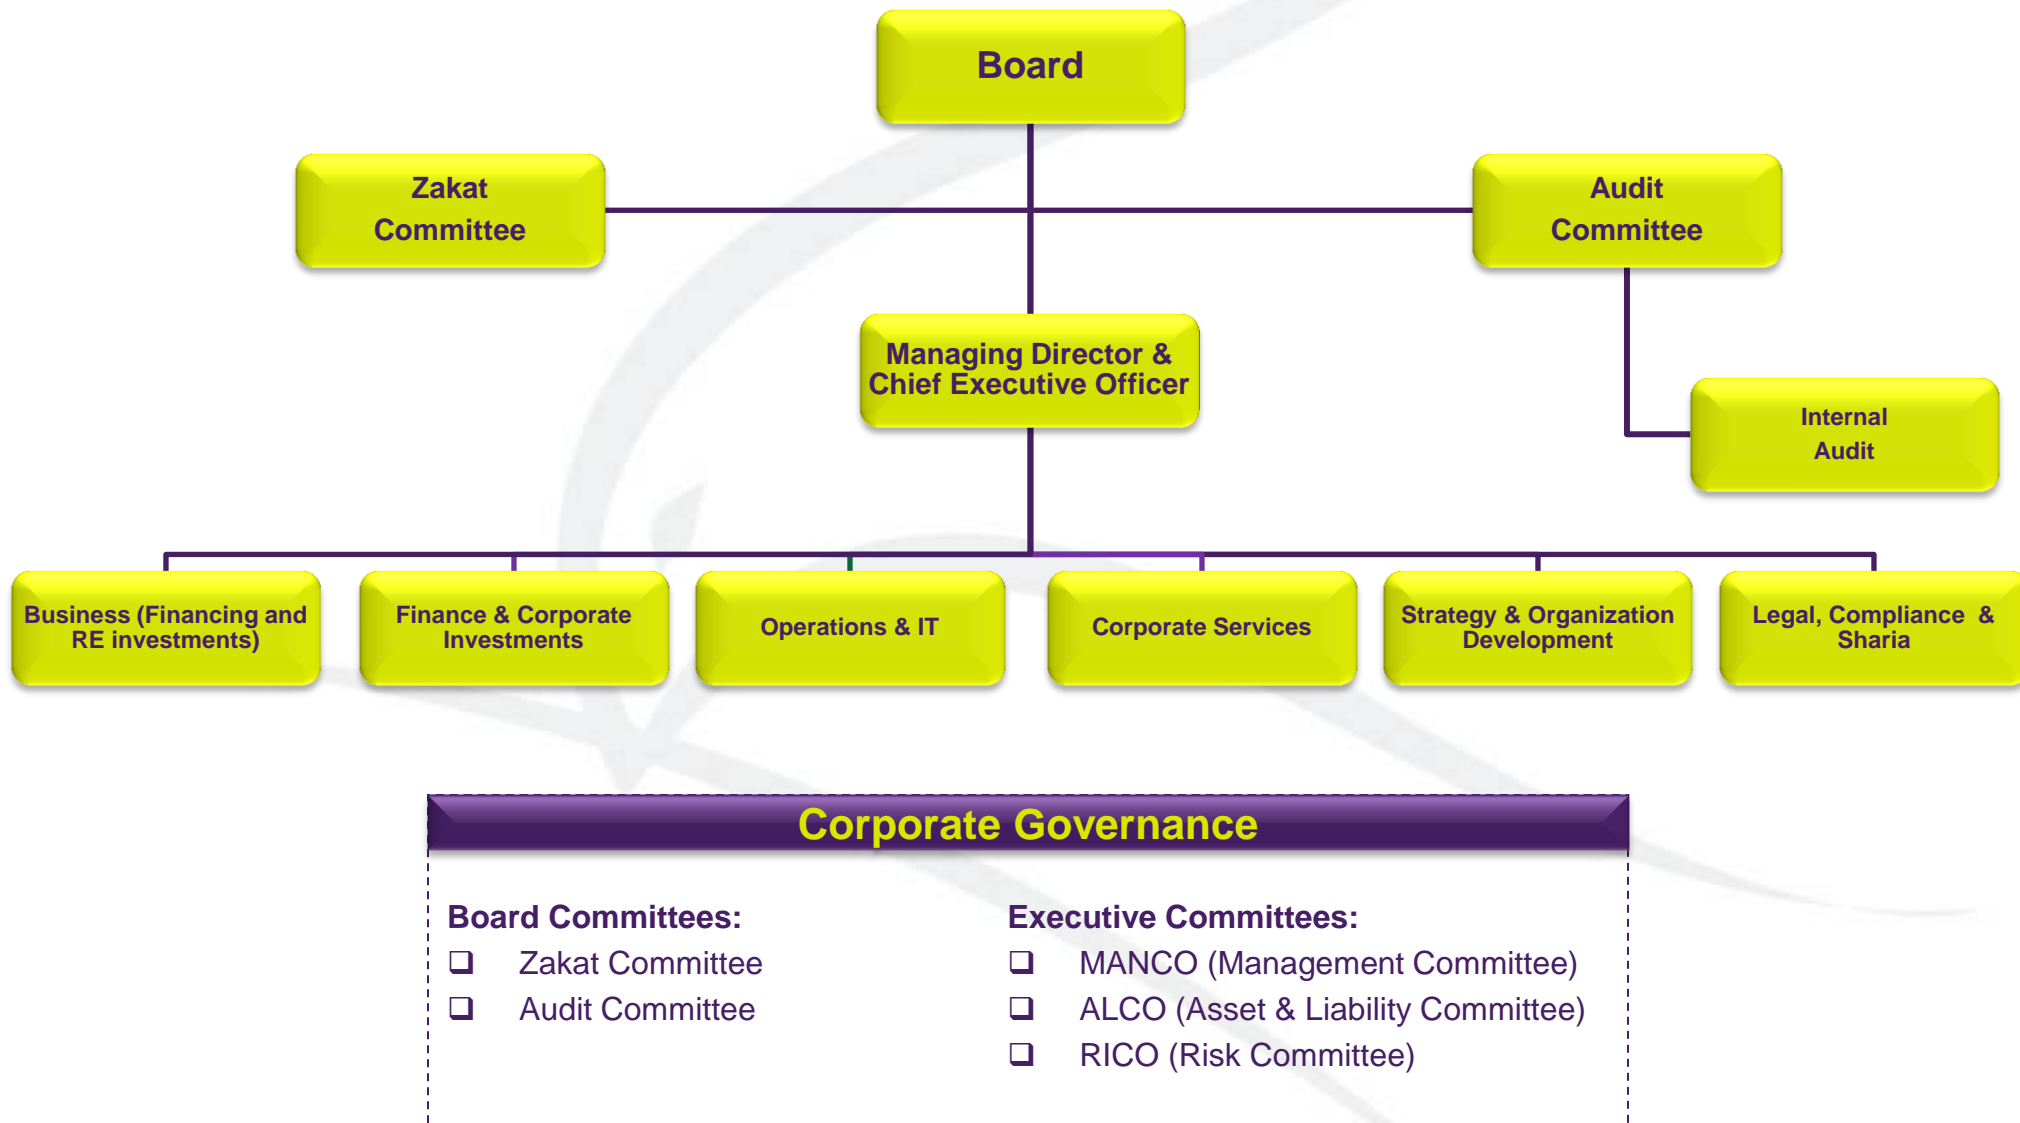 Board
Zakat
Committee
Audit
Committee
Managing Director &
Chief Executive Officer
Internal
Audit
Business (Financing and
RE investments)
Finance & Corporate
Investments
Operations & IT
Corporate Services
Strategy & Organization
Development
Legal, Compliance &
Sharia
Corporate Governance
Board Committees:
❑ Zakat Committee
❑ Audit Committee
Executive Committees:
❑ MANCO (Management Committee)
❑ ALCO (Asset & Liability Committee)
❑ RICO (Risk Committee)